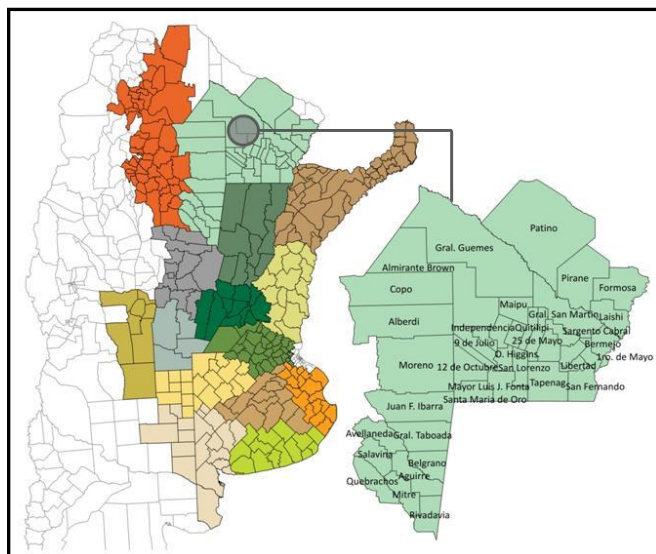 Patino
Gral. Guemes
Pirane
Almirante Brown
Formosa
Copo
Maipu
Gral. San Martin
Laishi
Alberdi
Independencia Quitilipi
Sargento Cabral
9 de Julio
25 de Mayo
Bermejo
O. Higgins
1ro. de Mayo
Moreno
12 de Octubre
San Lorenzo
Libertad
Mayor Luis J. Fonta
Tapenag
San Fernando
Santa Maria de Oro
Juan F. Ibarra
Avellaneda
Gral. Taboada
Salavina
Belgrano
Aguirre
Quebrachos
Mitre
Rivadavia